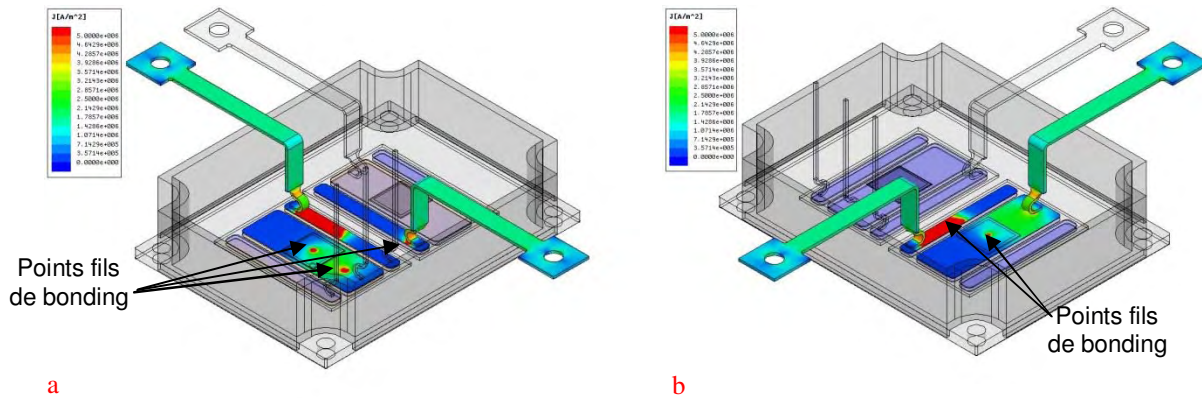 J[A/m^2]
5.0000e+006
4.6429e+006
4.2857e+006
3.9286e+006
3.5714e+006
3.2143e+006
2.8571e+006
2.5000e+006
2.1429e+006
1.7857e+006
1.4286e+006
1.0714e+006
7.1429e+005
3.5714e+005
0.0000e+000
Points fils
de bonding
a
J[A/m^2]
5.0000e+006
4.6429e+006
4.2857e+006
3.9286e+006
3.5714e+006
3.2143e+006
2.8571e+006
2.5000e+006
2.1429e+006
1.7857e+006
1.4286e+006
1.0714e+006
7.1429e+005
3.5714e+005
0.0000e+000
Points fils
de bonding
b